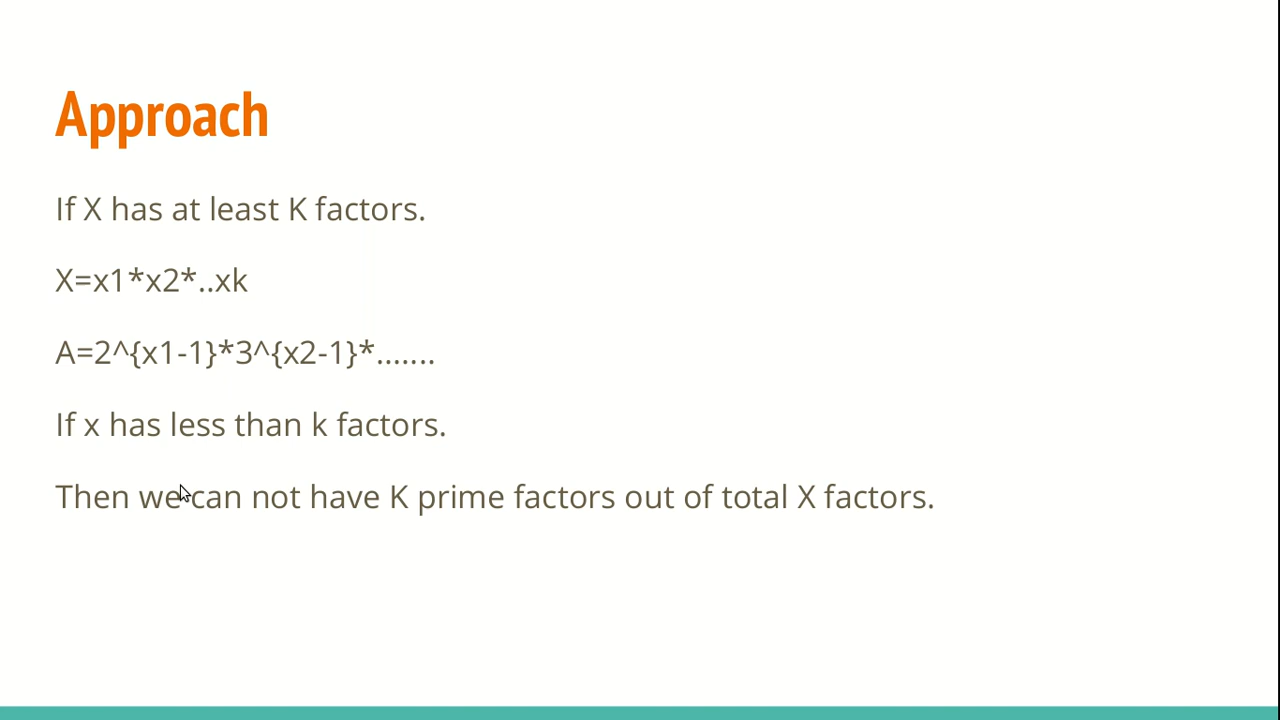 Approach
If X has at least K factors.
X=x1*x2*..xk
A=2^{x1-1}*3^{x2-1}*.......
If x has less than k factors.
Then we can not have K prime factors out of total X factors.